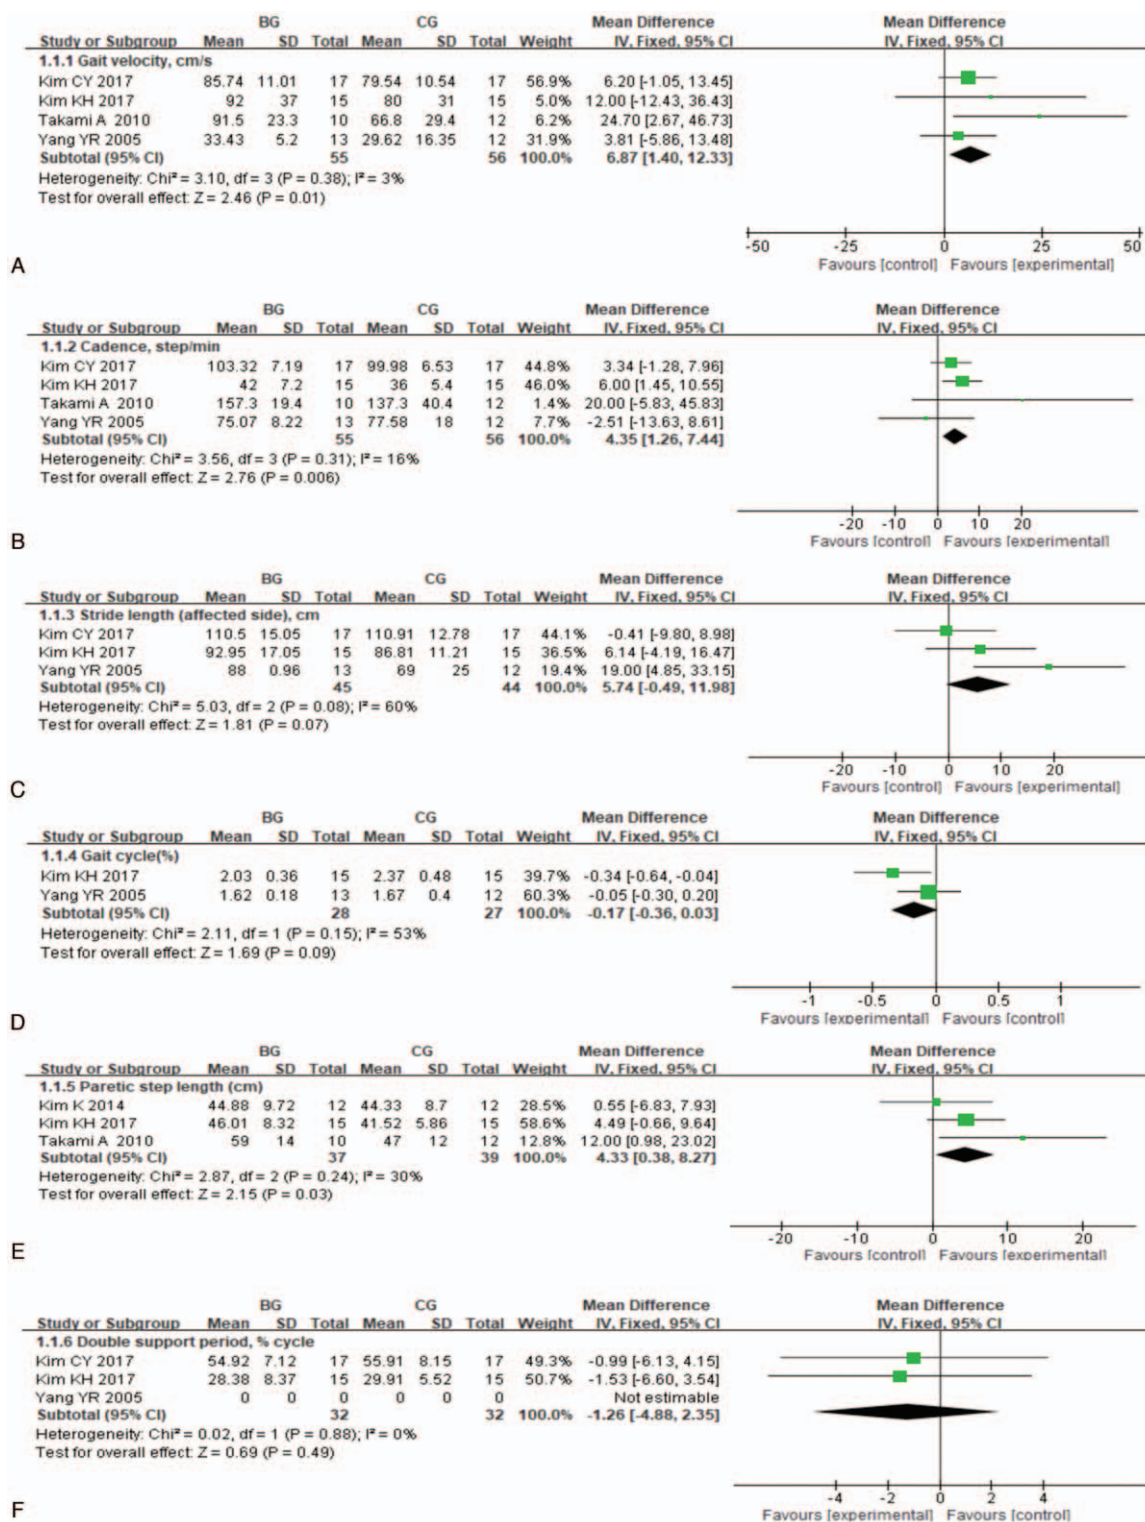 BG CG Mean Difference Mean Difference
Study or Subgroup Mean SD Total Mean SD Total Weight IV, Fixed, 95% CI IV, Fixed, 95% CI
1.1.1 Gait velocity, cm/s
Kim CY 2017 85.74 11.01 17 79.54 10.54 17 56.9% 6.20 [-1.05, 13.45]
Kim KH 2017 92 37 15 80 31 15 5.0% 12.00 [-12.43, 36.43]
Takami A 2010 91.5 23.3 10 66.8 29.4 12 6.2% 24.70 [2.67, 46.73]
Yang YR 2005 33.43 5.2 13 29.62 16.35 12 31.9% 3.81 [-5.86, 13.48]
Subtotal (95% CI) 55 56 100.0% 6.87 [1.40, 12.33]
Heterogeneity: Chi² = 3.10, df = 3 (P = 0.38); I² = 3%
Test for overall effect: Z = 2.46 (P = 0.01)
-50 -25 0 25 50
Favours [control] Favours [experimental]
A
BG CG Mean Difference Mean Difference
Study or Subgroup Mean SD Total Mean SD Total Weight IV, Fixed, 95% CI IV, Fixed, 95% CI
1.1.2 Cadence, step/min
Kim CY 2017 103.32 7.19 17 99.98 6.53 17 44.8% 3.34 [-1.28, 7.96]
Kim KH 2017 42 7.2 15 36 5.4 15 46.0% 6.00 [1.45, 10.55]
Takami A 2010 157.3 19.4 10 137.3 40.4 12 1.4% 20.00 [-5.83, 45.83]
Yang YR 2005 75.07 8.22 13 77.58 18 12 7.7% -2.51 [-13.63, 8.61]
Subtotal (95% CI) 55 56 100.0% 4.35 [1.26, 7.44]
Heterogeneity: Chi² = 3.56, df = 3 (P = 0.31); I² = 16%
Test for overall effect: Z = 2.76 (P = 0.006)
-20 -10 0 10 20
Favours [control] Favours [experimental]
B
BG CG Mean Difference Mean Difference
Study or Subgroup Mean SD Total Mean SD Total Weight IV, Fixed, 95% CI IV, Fixed, 95% CI
1.1.3 Stride length (affected side), cm
Kim CY 2017 110.5 15.05 17 110.91 12.78 17 44.1% -0.41 [-9.80, 8.98]
Kim KH 2017 92.95 17.05 15 86.81 11.21 15 36.5% 6.14 [-4.19, 16.47]
Yang YR 2005 88 0.96 13 69 25 12 19.4% 19.00 [4.85, 33.15]
Subtotal (95% CI) 45 44 100.0% 5.74 [-0.49, 11.98]
Heterogeneity: Chi² = 5.03, df = 2 (P = 0.08); I² = 60%
Test for overall effect: Z = 1.81 (P = 0.07)
-20 -10 0 10 20
Favours [control] Favours [experimental]
C
BG CG Mean Difference Mean Difference
Study or Subgroup Mean SD Total Mean SD Total Weight IV, Fixed, 95% CI IV, Fixed, 95% CI
1.1.4 Gait cycle(%)
Kim KH 2017 2.03 0.36 15 2.37 0.48 15 39.7% -0.34 [-0.64, -0.04]
Yang YR 2005 1.62 0.18 13 1.67 0.4 12 60.3% -0.05 [-0.30, 0.20]
Subtotal (95% CI) 28 27 100.0% -0.17 [-0.36, 0.03]
Heterogeneity: Chi² = 2.11, df = 1 (P = 0.15); I² = 53%
Test for overall effect: Z = 1.69 (P = 0.09)
-1 -0.5 0 0.5 1
Favours [experimental] Favours [control]
D
BG CG Mean Difference Mean Difference
Study or Subgroup Mean SD Total Mean SD Total Weight IV, Fixed, 95% CI IV, Fixed, 95% CI
1.1.5 Paretic step length (cm)
Kim K 2014 44.88 9.72 12 44.33 8.7 12 28.5% 0.55 [-6.83, 7.93]
Kim KH 2017 46.01 8.32 15 41.52 5.86 15 58.6% 4.49 [-0.66, 9.64]
Takami A 2010 59 14 10 47 12 12 12.8% 12.00 [0.98, 23.02]
Subtotal (95% CI) 37 39 100.0% 4.33 [0.38, 8.27]
Heterogeneity: Chi² = 2.87, df = 2 (P = 0.24); I² = 30%
Test for overall effect: Z = 2.15 (P = 0.03)
-20 -10 0 10 20
Favours [control] Favours [experimental]
E
BG CG Mean Difference Mean Difference
Study or Subgroup Mean SD Total Mean SD Total Weight IV, Fixed, 95% CI IV, Fixed, 95% CI
1.1.6 Double support period, % cycle
Kim CY 2017 54.92 7.12 17 55.91 8.15 17 49.3% -0.99 [-6.13, 4.15]
Kim KH 2017 28.38 8.37 15 29.91 5.52 15 50.7% -1.53 [-6.60, 3.54]
Yang YR 2005 0 0 0 0 0 0 Not estimable
Subtotal (95% CI) 32 32 100.0% -1.26 [-4.88, 2.35]
Heterogeneity: Chi² = 0.02, df = 1 (P = 0.88); I² = 0%
Test for overall effect: Z = 0.69 (P = 0.49)
-4 -2 0 2 4
Favours [experimental] Favours [control]
F